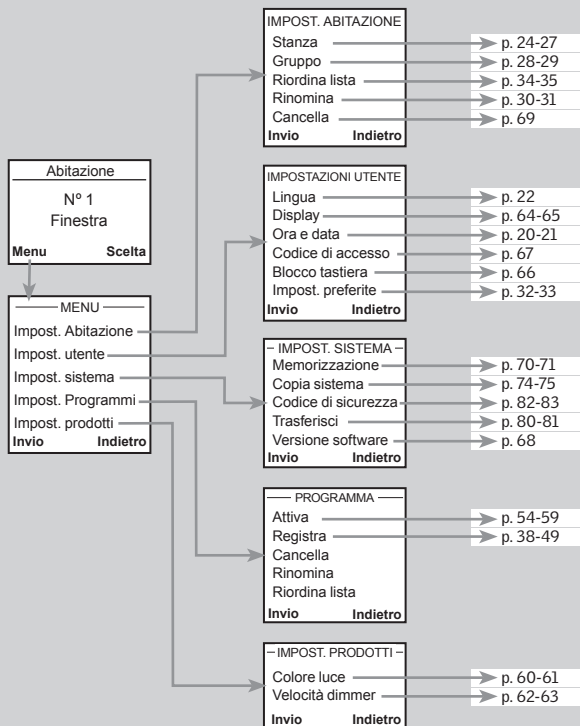 Abitazione
Nº 1
Finestra
Menu Scelta
MENU
Impost. Abitazione
Impost. utente
Impost. sistema
Impost. Programmi
Impost. prodotti
Invio Indietro
IMPOST. ABITAZIONE
Stanza p. 24-27
Gruppo p. 28-29
Riordina lista p. 34-35
Rinomina p. 30-31
Cancella p. 69
Invio Indietro
IMPOSTAZIONI UTENTE
Lingua p. 22
Display p. 64-65
Ora e data p. 20-21
Codice di accesso p. 67
Blocco tastiera p. 66
Impost. preferite p. 32-33
Invio Indietro
IMPOST. SISTEMA
Memorizzazione p. 70-71
Copia sistema p. 74-75
Codice di sicurezza p. 82-83
Trasferisci p. 80-81
Versione software p. 68
Invio Indietro
PROGRAMMA
Attiva p. 54-59
Registra p. 38-49
Cancella
Rinomina
Riordina lista
Invio Indietro
IMPOST. PRODOTTI
Colore luce p. 60-61
Velocità dimmer p. 62-63
Invio Indietro